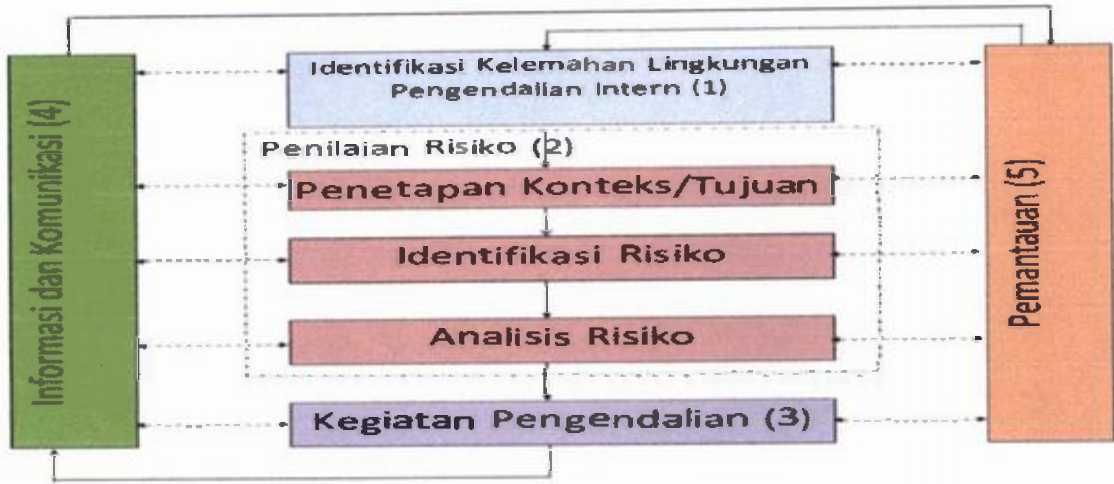 Identifikasi Kelemahan Lingkungan
Pengendalian Intern (1)
Penilaian Risiko (2)
Penetapan Konteks/Tujuan
Identifikasi Risiko
Analisis Risiko
Kegiatan Pengendalian (3)
Informasi dan Komunikasi (4)
Pemantauan (5)